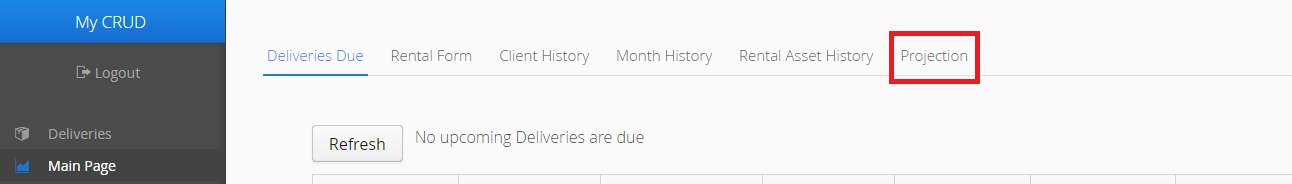 My CRUD
Logout
Deliveries
Main Page
Deliveries Due Rental Form Client History Month History Rental Asset History Projection
Refresh No upcoming Deliveries are due